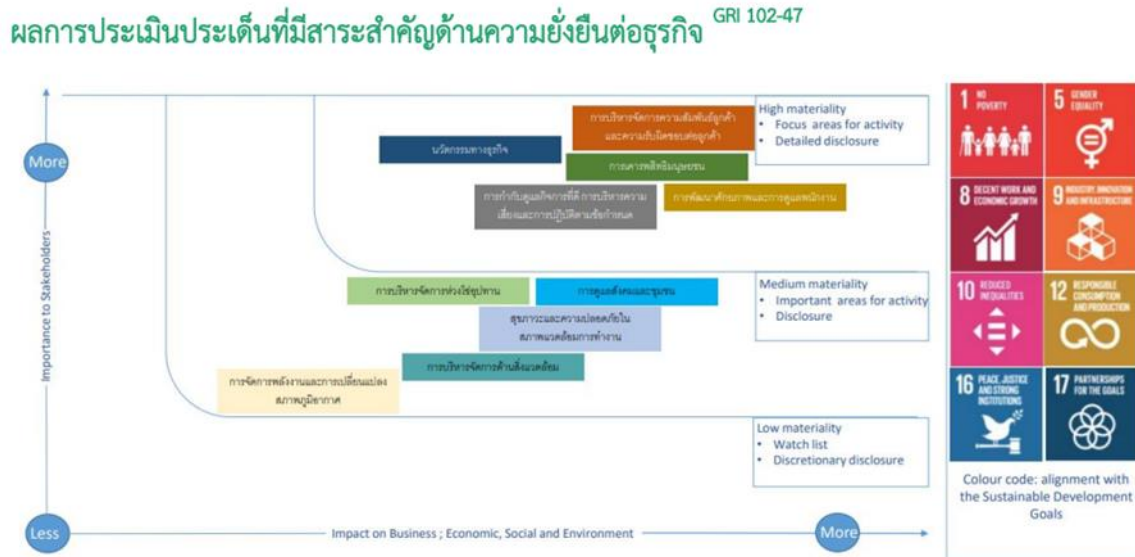 ผลการประเมินประเด็นที่มีสาระสำคัญด้านความยั่งยืนต่อธุรกิจ GRI 102-47
More
Importance to Stakeholders
Less
Impact on Business ; Economic, Social and Environment
More
การบริหารจัดการความสัมพันธ์ลูกค้า
และความรับผิดชอบต่อลูกค้า
นวัตกรรมทางธุรกิจ
การเคารพสิทธิมนุษยชน
การกำกับดูแลกิจการที่ดี การบริหารความ
เสี่ยงและการปฏิบัติตามข้อกำหนด
การพัฒนาศักยภาพและการดูแลพนักงาน
High materiality
• Focus areas for activity
• Detailed disclosure
การบริหารจัดการห่วงโซ่อุปทาน
การดูแลสังคมและชุมชน
สุขภาวะและความปลอดภัยใน
สภาพแวดล้อมการทำงาน
การบริหารจัดการด้านสิ่งแวดล้อม
การจัดการพลังงานและการเปลี่ยนแปลง
สภาพภูมิอากาศ
Medium materiality
• Important areas for activity
• Disclosure
Low materiality
• Watch list
• Discretionary disclosure
1 NO
POVERTY
5 GENDER
EQUALITY
8 DECENT WORK AND
ECONOMIC GROWTH
9 INDUSTRY, INNOVATION
AND INFRASTRUCTURE
10 REDUCED
INEQUALITIES
12 RESPONSIBLE
CONSUMPTION
AND PRODUCTION
16 PEACE, JUSTICE
AND STRONG
INSTITUTIONS
17 PARTNERSHIPS
FOR THE GOALS
Colour code: alignment with
the Sustainable Development
Goals